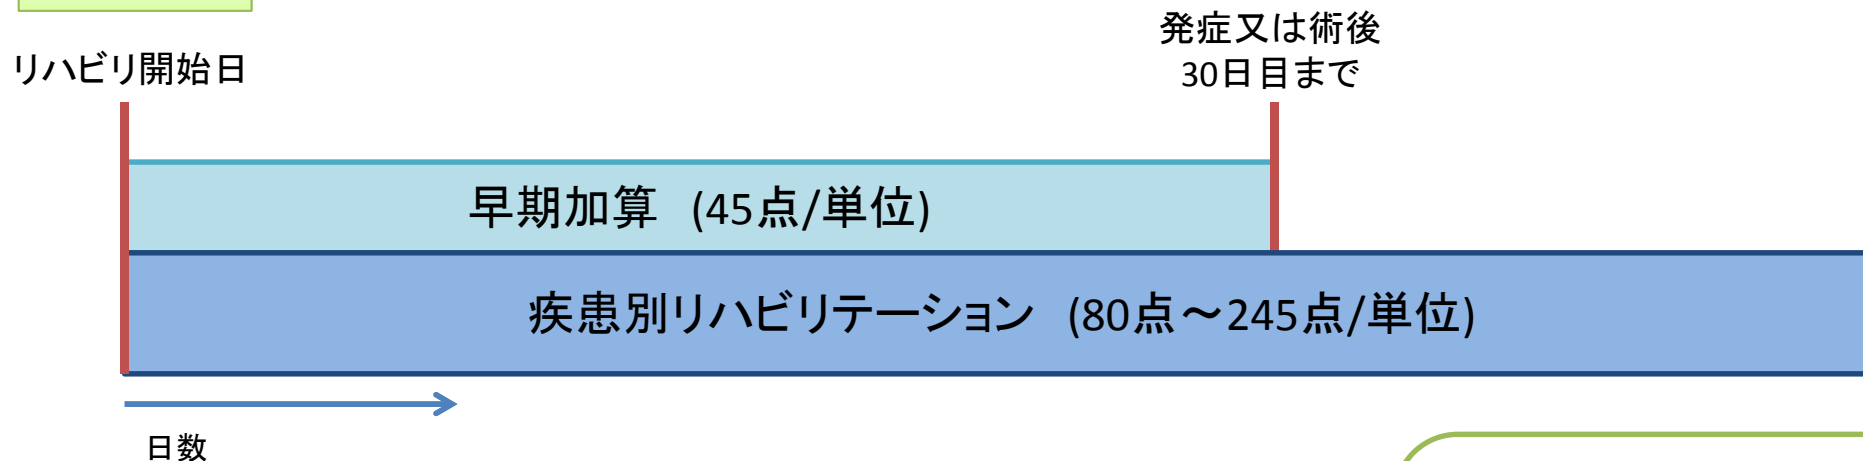 リハビリ開始日
発症又は術後
30日目まで
早期加算 (45点/単位)
疾患別リハビリテーション (80点～245点/単位)
日数